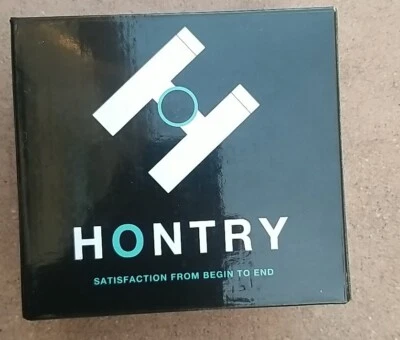 HONTRY
SATISFACTION FROM BEGIN TO END